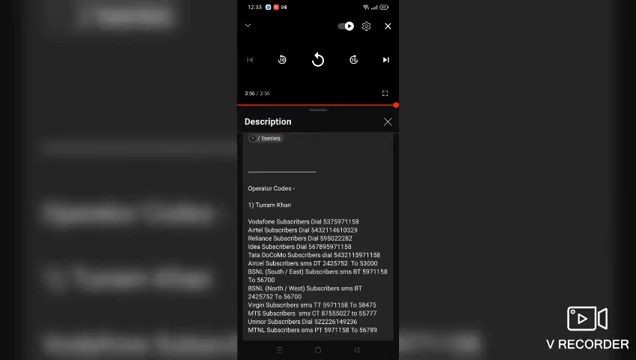 12:35
3:56 / 3:56
Description
/ tseries
Operator Codes -
1) Turram Khan
Vodafone Subscribers Dial 5375971158
Airtel Subscribers Dial 5432114610329
Reliance Subscribers Dial 595022282
Idea Subscribers Dial 567895971158
Tata DoCoMo Subscribers dial 5432115971158
Aircel Subscribers sms DT 2425752 To 53000
BSNL (South / East) Subscribers sms BT 5971158
To 56700
BSNL (North / West) Subscribers sms BT
2425752 To 56700
Virgin Subscribers sms TT 5971158 To 58475
MTS Subscribers sms CT 87555027 to 55777
Uninor Subscribers Dial 522226149236
MTNL Subscribers sms PT 5971158 To 56789
V RECORDER